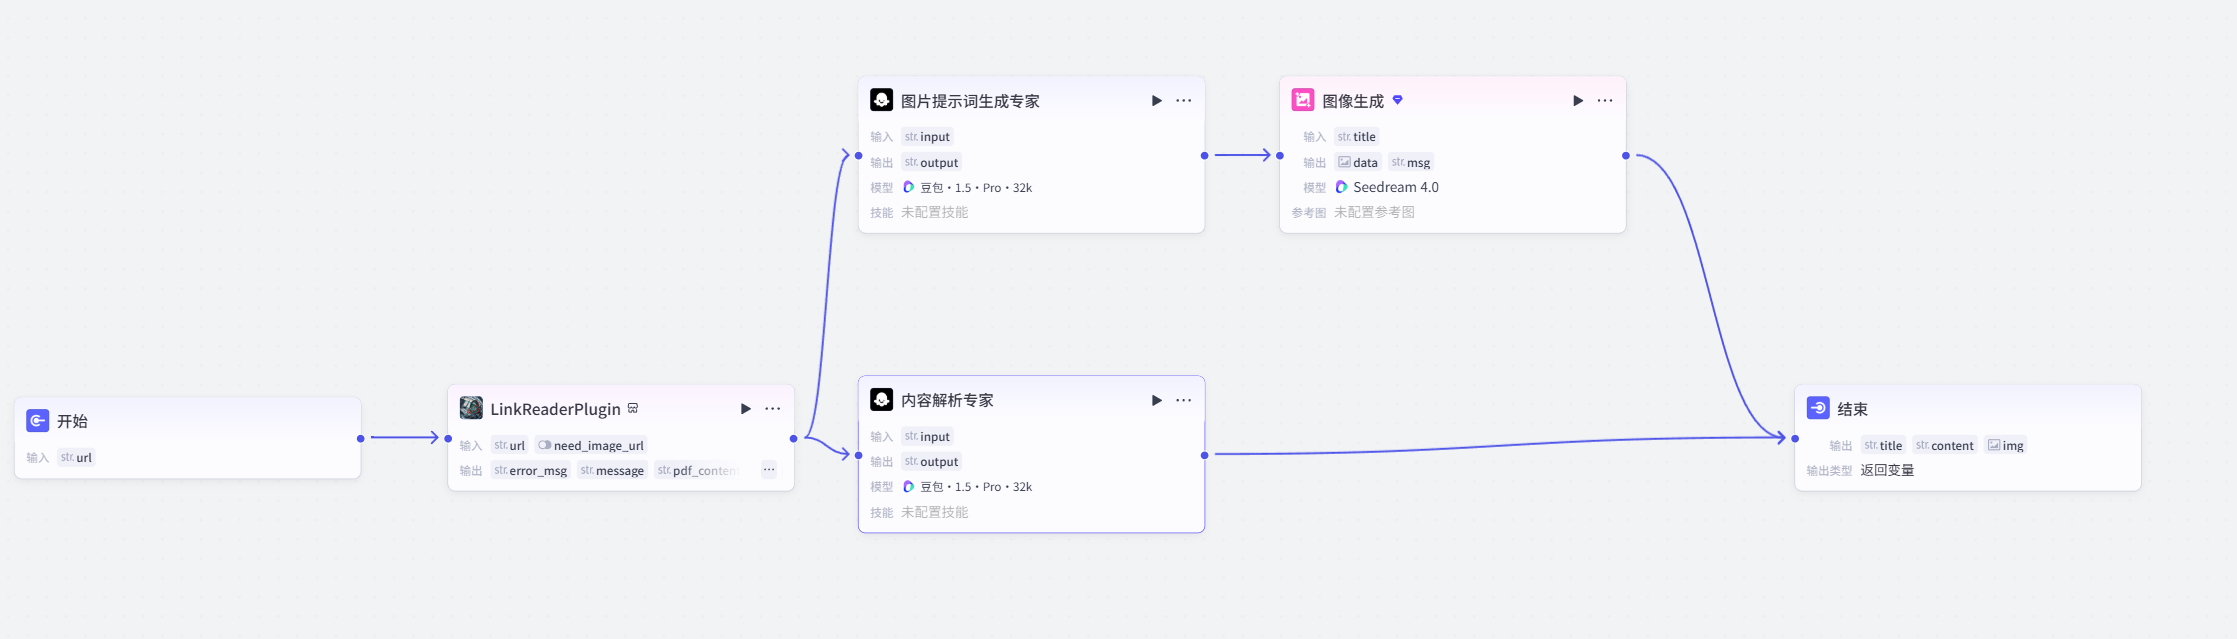 开始
输入 str. url
LinkReaderPlugin
输入 str. url need_image_url
输出 str. error_msg str. message str. pdf_content ...
图片提示词生成专家
输入 str. input
输出 str. output
模型 豆包・1.5・Pro・32k
技能 未配置技能
内容解析专家
输入 str. input
输出 str. output
模型 豆包・1.5・Pro・32k
技能 未配置技能
图像生成
输入 str. title
输出 data str. msg
模型 Seedream 4.0
参考图 未配置参考图
结束
输出 str. title str. content img
输出类型 返回变量